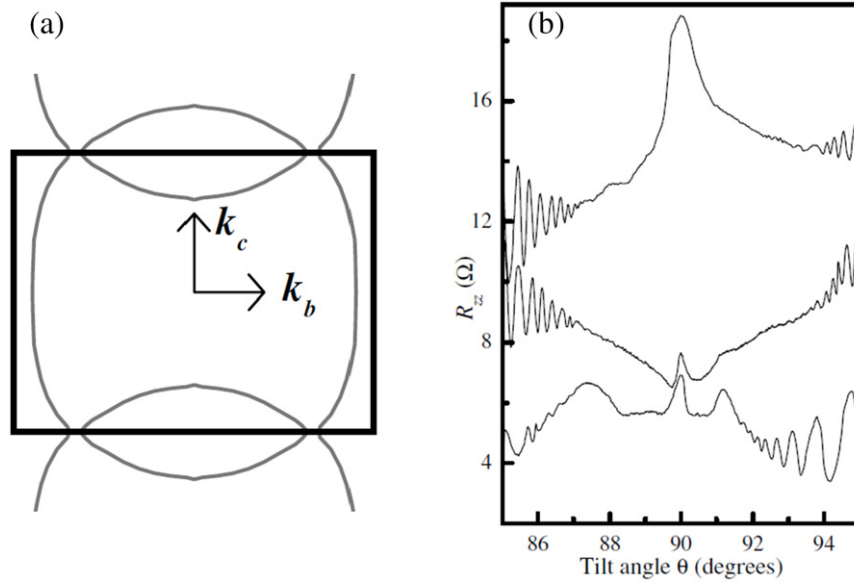 (a)
k_c
k_b
(b)
16
12
8
4
R_zz (Ω)
86 88 90 92 94
Tilt angle θ (degrees)